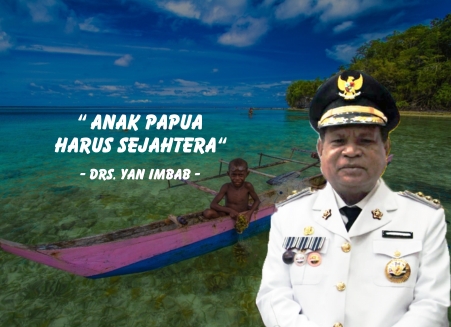 “ ANAK PAPUA
HARUS SEJAHTERA“
- DRS. YAN IMBAB -